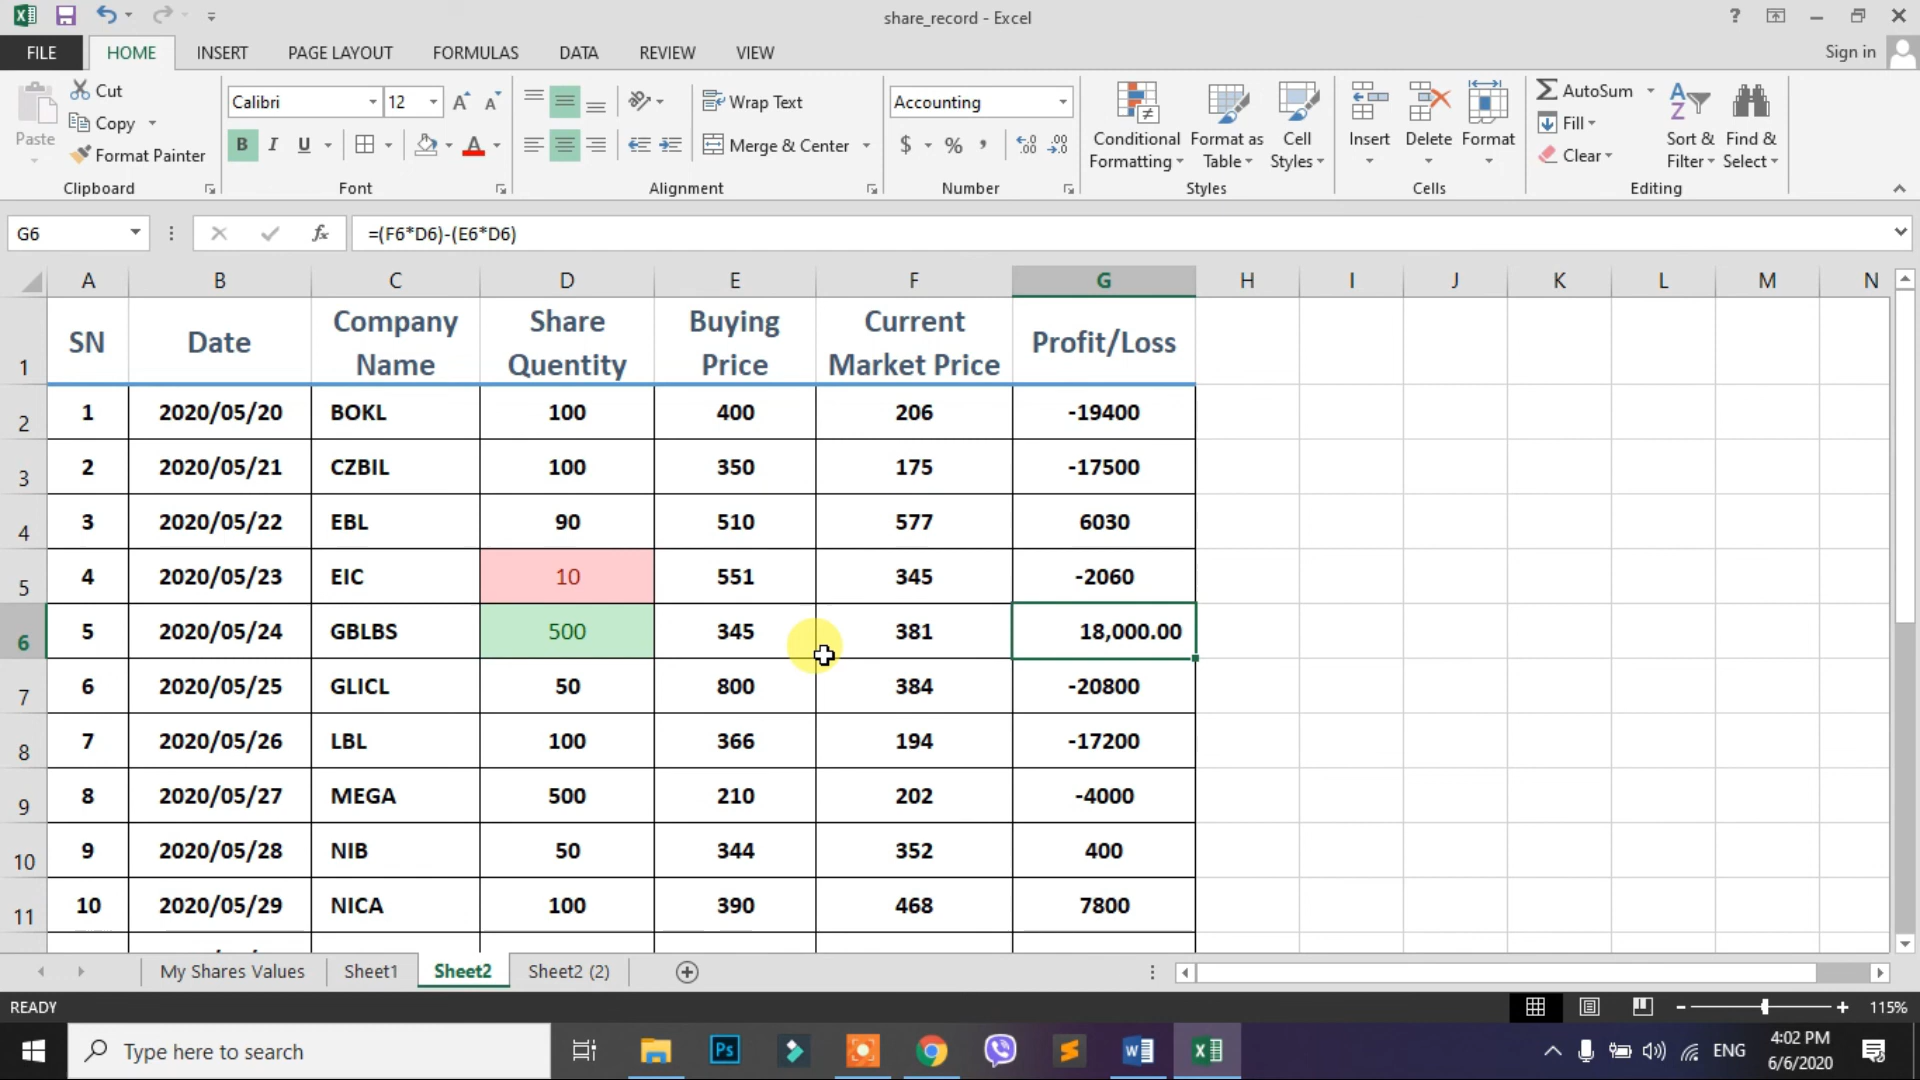 share_record - Excel
?
FILE HOME INSERT PAGE LAYOUT FORMULAS DATA REVIEW VIEW Sign in
Paste
Cut
Copy
Format Painter
Clipboard
Calibri 12
B I U
Font
Wrap Text
Merge & Center
Alignment
Accounting
$ %
Number
Conditional Formatting
Format as Table
Cell Styles
Styles
Insert
Delete
Format
Cells
AutoSum
Fill
Clear
Sort & Filter
Find & Select
Editing
G6 fx =(F6*D6)-(E6*D6)
A B C D E F G H I J K L M N
1 SN Date Company Name Share Quentity Buying Price Current Market Price Profit/Loss
2 1 2020/05/20 BOKL 100 400 206 -19400
3 2 2020/05/21 CZBIL 100 350 175 -17500
4 3 2020/05/22 EBL 90 510 577 6030
5 4 2020/05/23 EIC 10 551 345 -2060
6 5 2020/05/24 GBLBS 500 345 381 18,000.00
7 6 2020/05/25 GLICL 50 800 384 -20800
8 7 2020/05/26 LBL 100 366 194 -17200
9 8 2020/05/27 MEGA 500 210 202 -4000
10 9 2020/05/28 NIB 50 344 352 400
11 10 2020/05/29 NICA 100 390 468 7800
My Shares Values Sheet1 Sheet2 Sheet2 (2)
READY 115%
Type here to search
Ps
ENG
4:02 PM
6/6/2020